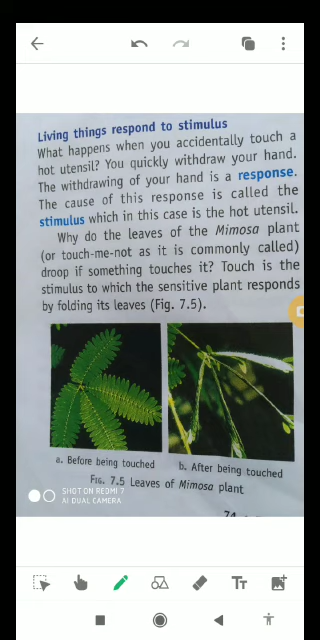 Living things respond to stimulus
What happens when you accidentally touch a
hot utensil? You quickly withdraw your hand.
The withdrawing of your hand is a response.
The cause of this response is called the
stimulus which in this case is the hot utensil.
Why do the leaves of the Mimosa plant
(or touch-me-not as it is commonly called)
droop if something touches it? Touch is the
stimulus to which the sensitive plant responds
by folding its leaves (Fig. 7.5).
a. Before being touched
b. After being touched
FIG. 7.5 Leaves of Mimosa plant
SHOT ON REDMI 7
AI DUAL CAMERA
74
Tт